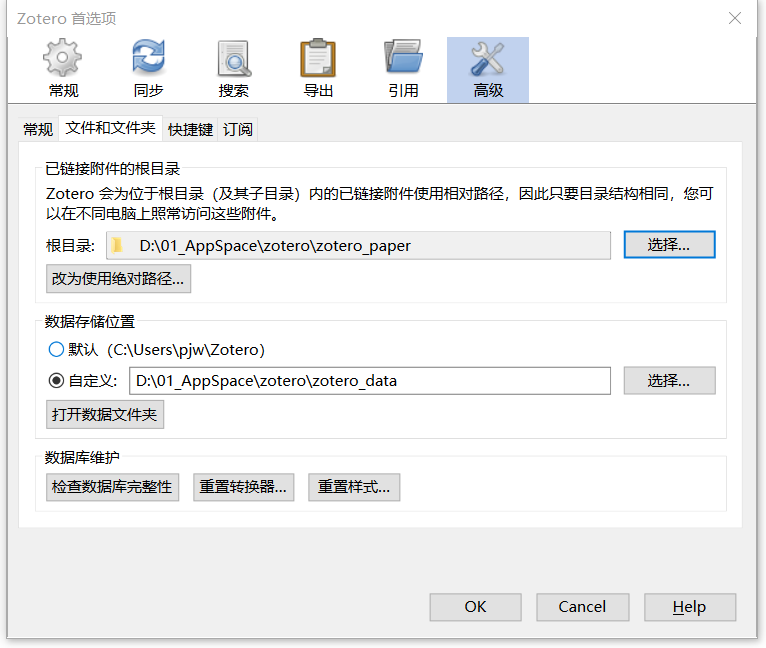 Zotero 首选项
常规 同步 搜索 导出 引用 高级
常规 文件和文件夹 快捷键 订阅
已链接附件的根目录
Zotero 会为位于根目录（及其子目录）内的已链接附件使用相对路径，因此只要目录结构相同，您可
以在不同电脑上照常访问这些附件。
根目录: D:\01_AppSpace\zotero\zotero_paper 选择...
改为使用绝对路径...
数据存储位置
默认（C:\Users\pjw\Zotero）
自定义: D:\01_AppSpace\zotero\zotero_data 选择...
打开数据文件夹
数据库维护
检查数据库完整性 重置转换器... 重置样式...
OK Cancel Help